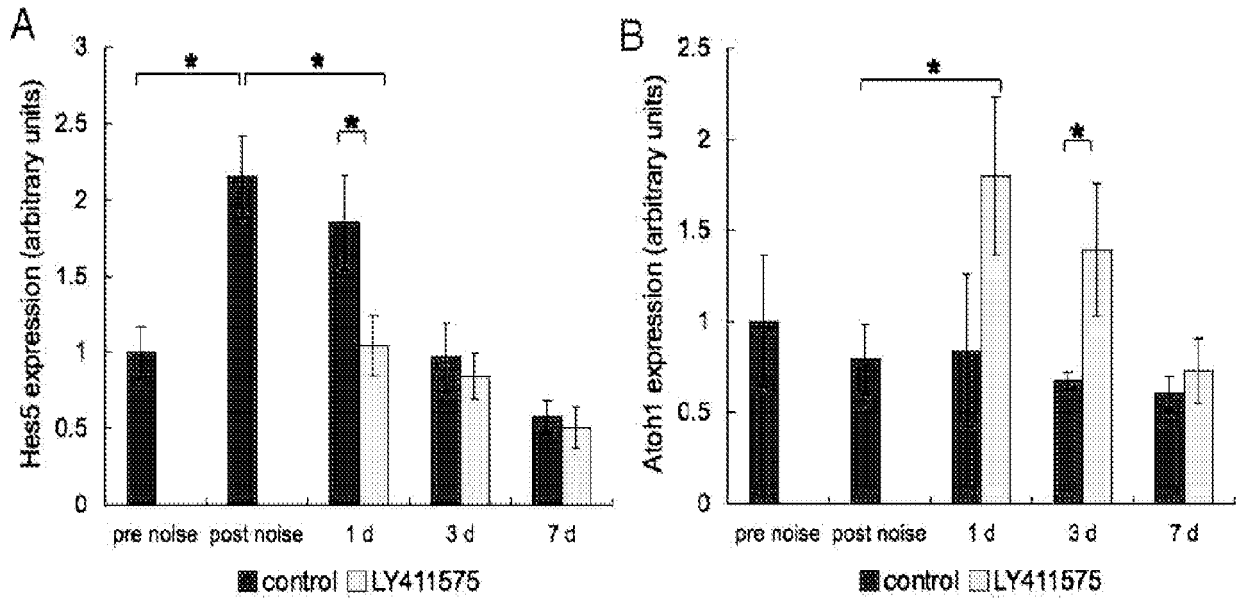 A
Hes5 expression (arbitrary units)
3
2.5
2
1.5
1
0.5
0
*
*
*
pre noise post noise 1 d 3 d 7 d
control LY411575
B
Atoh1 expression (arbitrary units)
2.5
2
1.5
1
0.5
0
*
*
pre noise post noise 1 d 3 d 7 d
control LY411575